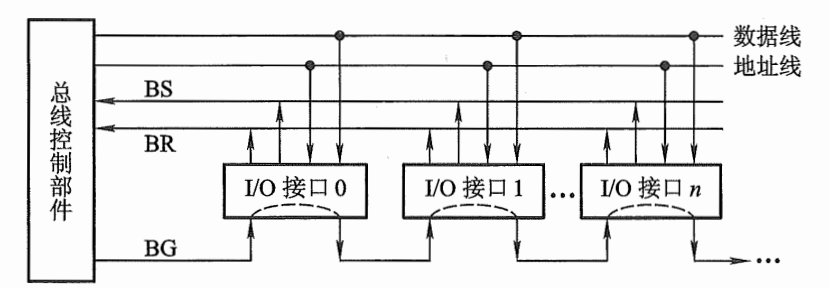 数据线
地址线
BS
BR
总线控制部件
I/O 接口 0
I/O 接口 1
…
I/O 接口 n
BG
…